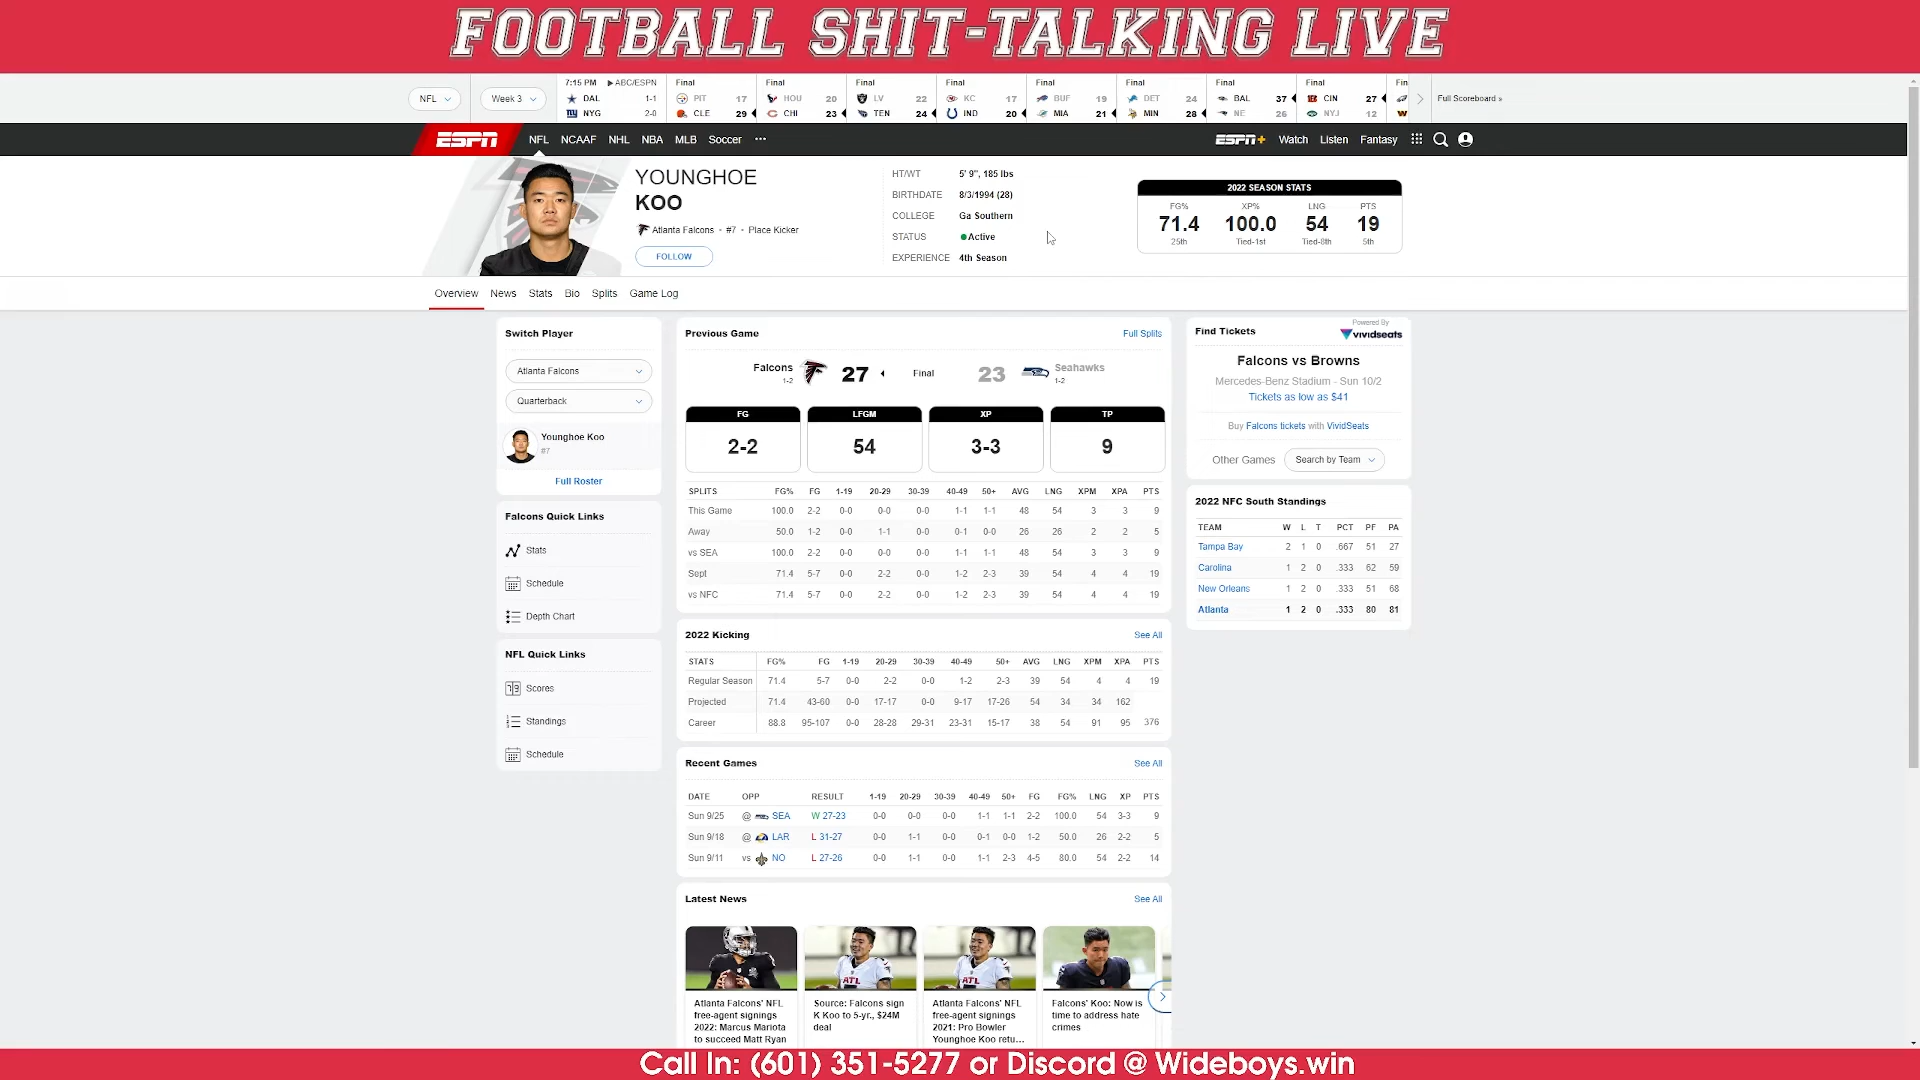 FOOTBALL SHIT-TALKING LIVE
NFL
Week 3
7:15 PM ▶ABC/ESPN
DAL 1-1
NYG 2-0
Final
PIT 17
CLE 29
Final
HOU 20
CHI 23
Final
LV 22
TEN 24
Final
KC 17
IND 20
Final
BUF 19
MIA 21
Final
DET 24
MIN 28
Final
BAL 37
NE 26
Final
CIN 27
NYJ 12
Fin
Full Scoreboard »
ESPN NFL NCAAF NHL NBA MLB Soccer ••• ESPN+ Watch Listen Fantasy
YOUNGHOE
KOO
Atlanta Falcons • #7 • Place Kicker
FOLLOW
HT/WT 5' 9", 185 lbs
BIRTHDATE 8/3/1994 (28)
COLLEGE Ga Southern
STATUS Active
EXPERIENCE 4th Season
2022 SEASON STATS
FG% XP% LNG PTS
71.4 100.0 54 19
25th Tied-1st Tied-8th 5th
Overview News Stats Bio Splits Game Log
Switch Player
Atlanta Falcons
Quarterback
Younghoe Koo
#7
Full Roster
Falcons Quick Links
Stats
Schedule
Depth Chart
NFL Quick Links
Scores
Standings
Schedule
Previous Game Full Splits
Falcons 27 Final 23 Seahawks
1-2 1-2
FG LFGM XP TP
2-2 54 3-3 9
SPLITS FG% FG 1-19 20-29 30-39 40-49 50+ AVG LNG XPM XPA PTS
This Game 100.0 2-2 0-0 0-0 0-0 1-1 1-1 48 54 3 3 9
Away 50.0 1-2 0-0 1-1 0-0 0-1 0-0 26 26 2 2 5
vs SEA 100.0 2-2 0-0 0-0 0-0 1-1 1-1 48 54 3 3 9
Sept 71.4 5-7 0-0 2-2 0-0 1-2 2-3 39 54 4 4 19
vs NFC 71.4 5-7 0-0 2-2 0-0 1-2 2-3 39 54 4 4 19
2022 Kicking See All
STATS FG% FG 1-19 20-29 30-39 40-49 50+ AVG LNG XPM XPA PTS
Regular Season 71.4 5-7 0-0 2-2 0-0 1-2 2-3 39 54 4 4 19
Projected 71.4 43-60 0-0 17-17 0-0 9-17 17-26 54 34 34 162
Career 88.8 95-107 0-0 28-28 29-31 23-31 15-17 38 54 91 95 376
Recent Games See All
DATE OPP RESULT 1-19 20-29 30-39 40-49 50+ FG FG% LNG XP PTS
Sun 9/25 @ SEA W 27-23 0-0 0-0 0-0 1-1 1-1 2-2 100.0 54 3-3 9
Sun 9/18 @ LAR L 31-27 0-0 1-1 0-0 0-1 0-0 1-2 50.0 26 2-2 5
Sun 9/11 vs NO L 27-26 0-0 1-1 0-0 1-1 2-3 4-5 80.0 54 2-2 14
Latest News See All
ATL
ATL
Atlanta Falcons' NFL
free-agent signings
2022: Marcus Mariota
to succeed Matt Ryan
Source: Falcons sign
K Koo to 5-yr., $24M
deal
Atlanta Falcons' NFL
free-agent signings
2021: Pro Bowler
Younghoe Koo retu...
Falcons' Koo: Now is
time to address hate
crimes
Find Tickets
Powered By
vividseats
Falcons vs Browns
Mercedes-Benz Stadium - Sun 10/2
Tickets as low as $41
Buy Falcons tickets with VividSeats
Other Games Search by Team
2022 NFC South Standings
TEAM W L T PCT PF PA
Tampa Bay 2 1 0 .667 51 27
Carolina 1 2 0 .333 62 59
New Orleans 1 2 0 .333 51 68
Atlanta 1 2 0 .333 80 81
Call In: (601) 351-5277 or Discord @ Wideboys.win